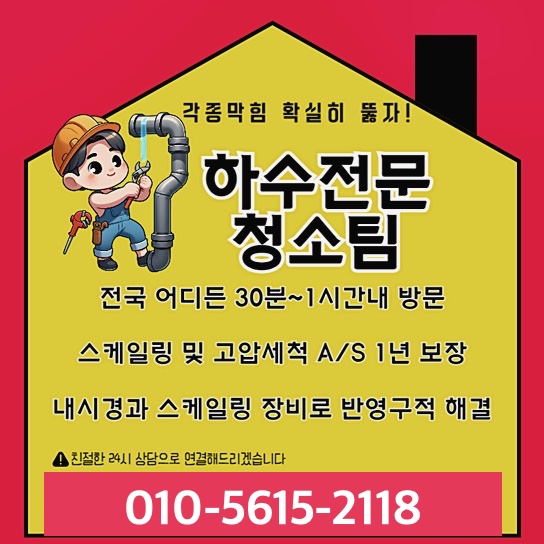 각종막힘 확실히 뚫자!
하수전문
청소팀
전국 어디든 30분~1시간내 방문
스케일링 및 고압세척 A/S 1년 보장
내시경과 스케일링 장비로 반영구적 해결
친절한 24시 상담으로 연결해드리겠습니다
010-5615-2118